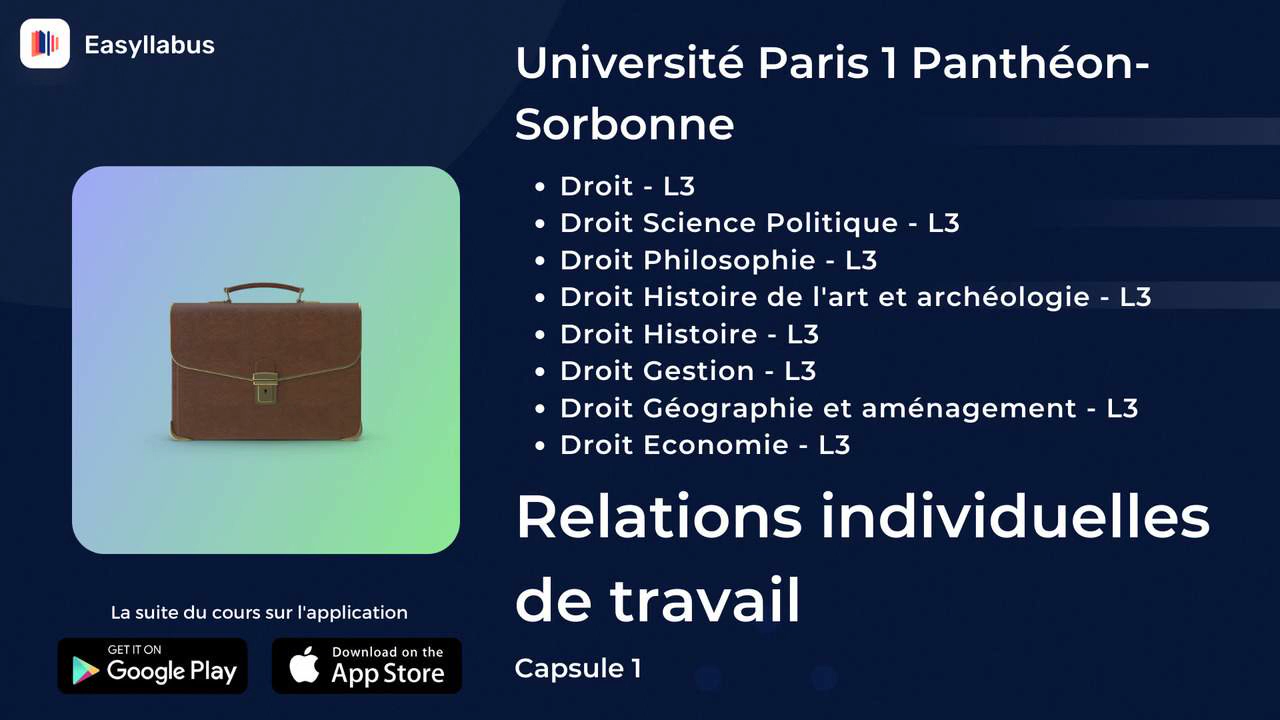 Easyllabus
Université Paris 1 Panthéon-
Sorbonne
• Droit - L3
• Droit Science Politique - L3
• Droit Philosophie - L3
• Droit Histoire de l'art et archéologie - L3
• Droit Histoire - L3
• Droit Gestion - L3
• Droit Géographie et aménagement - L3
• Droit Economie - L3
Relations individuelles
de travail
Capsule 1
La suite du cours sur l'application
GET IT ON
Google Play
Download on the
App Store